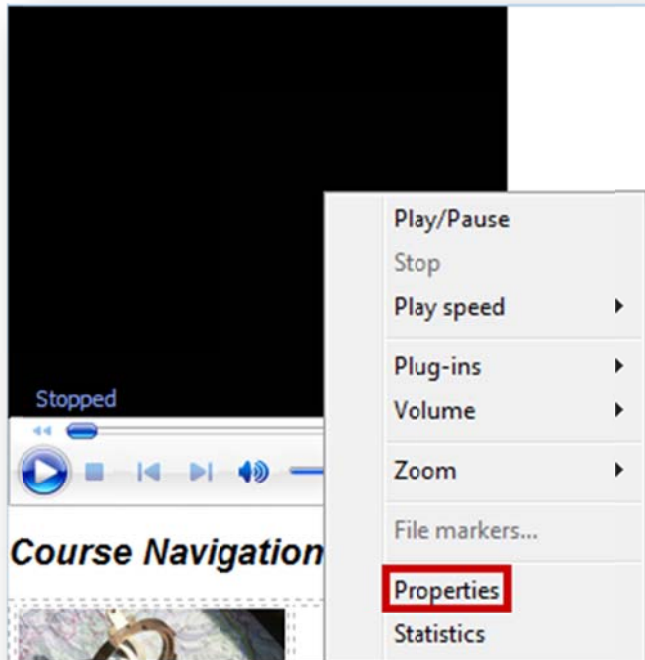 Play/Pause
Stop
Play speed
Plug-ins
Volume
Zoom
File markers...
Properties
Statistics
Stopped
Course Navigation